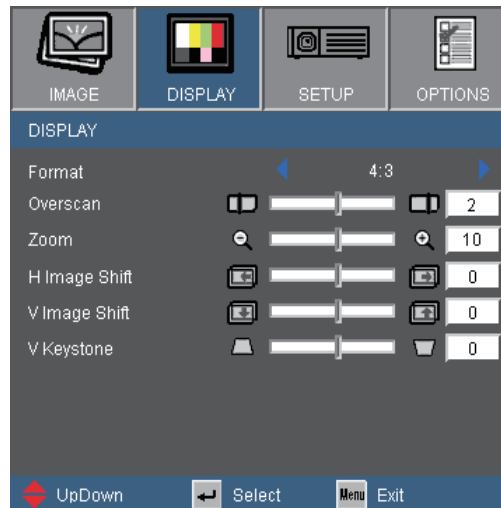 IMAGE DISPLAY SETUP OPTIONS
DISPLAY
Format 4:3
Overscan 2
Zoom 10
H Image Shift 0
V Image Shift 0
V Keystone 0
UpDown Select Menu Exit